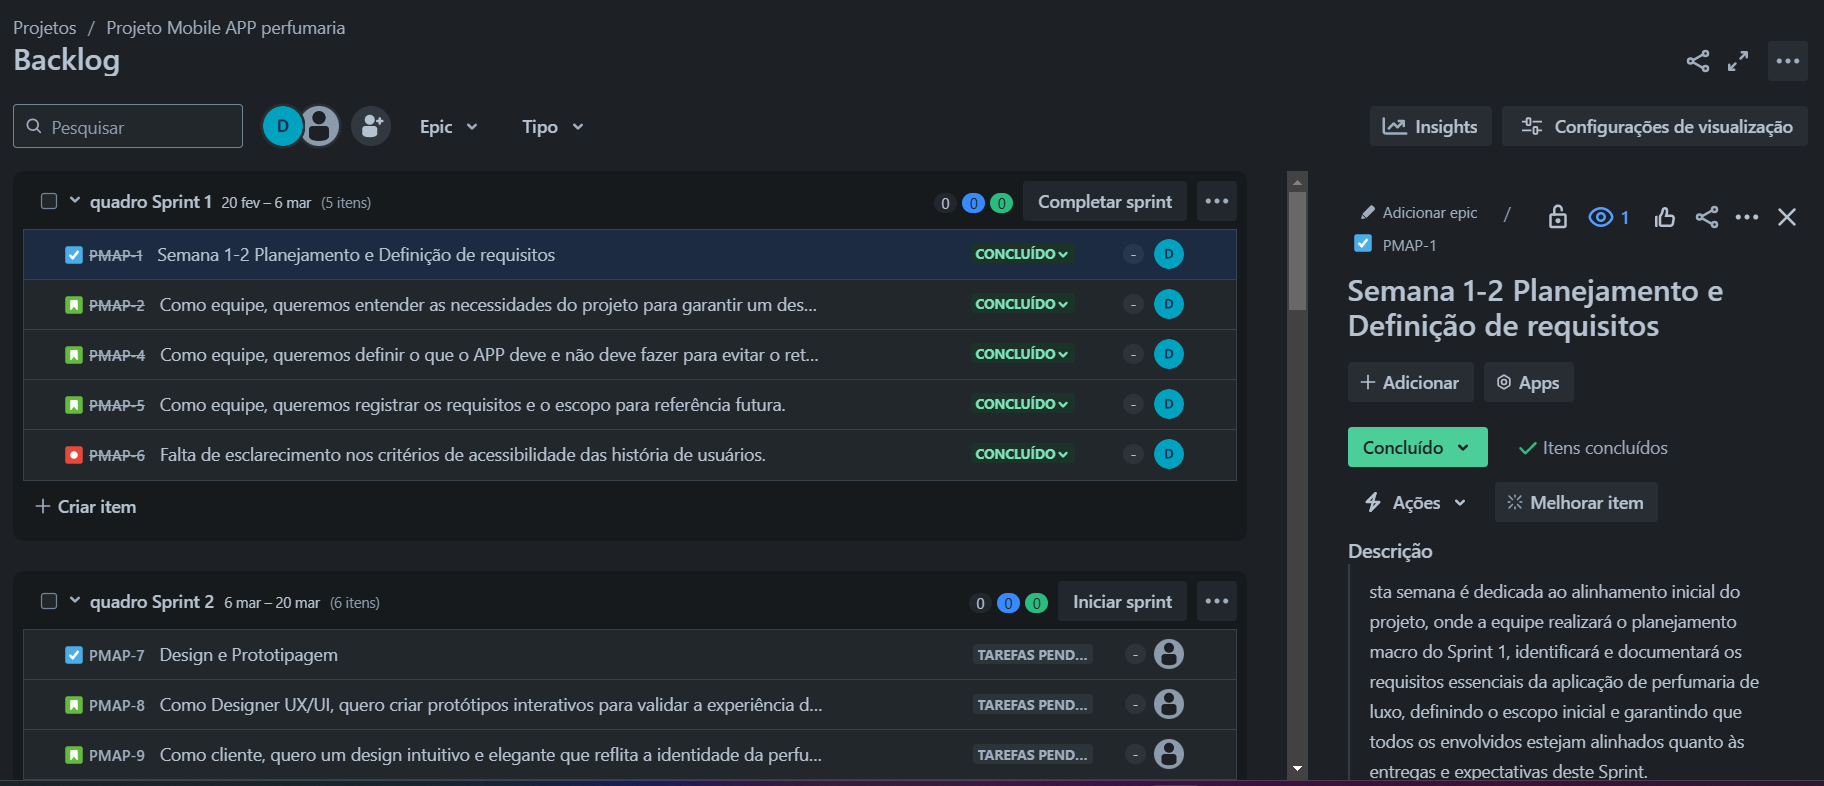 Projetos / Projeto Mobile APP perfumaria
Backlog
Pesquisar
D
Epic
Tipo
Insights
Configurações de visualização
quadro Sprint 1 20 fev – 6 mar (5 itens)
0 0 0
Completar sprint
PMAP-1 Semana 1-2 Planejamento e Definição de requisitos CONCLUÍDO - D
PMAP-2 Como equipe, queremos entender as necessidades do projeto para garantir um des... CONCLUÍDO - D
PMAP-4 Como equipe, queremos definir o que o APP deve e não deve fazer para evitar o ret... CONCLUÍDO - D
PMAP-5 Como equipe, queremos registrar os requisitos e o escopo para referência futura. CONCLUÍDO - D
PMAP-6 Falta de esclarecimento nos critérios de acessibilidade das história de usuários. CONCLUÍDO - D
+ Criar item
quadro Sprint 2 6 mar – 20 mar (6 itens)
0 0 0
Iniciar sprint
PMAP-7 Design e Prototipagem TAREFAS PEND... -
PMAP-8 Como Designer UX/UI, quero criar protótipos interativos para validar a experiência d... TAREFAS PEND... -
PMAP-9 Como cliente, quero um design intuitivo e elegante que reflita a identidade da perfu... TAREFAS PEND... -
Adicionar epic /
1
PMAP-1
Semana 1-2 Planejamento e
Definição de requisitos
+ Adicionar
Apps
Concluído
Itens concluídos
Ações
Melhorar item
Descrição
sta semana é dedicada ao alinhamento inicial do
projeto, onde a equipe realizará o planejamento
macro do Sprint 1, identificará e documentará os
requisitos essenciais da aplicação de perfumaria de
luxo, definindo o escopo inicial e garantindo que
todos os envolvidos estejam alinhados quanto às
entregas e expectativas deste Sprint.